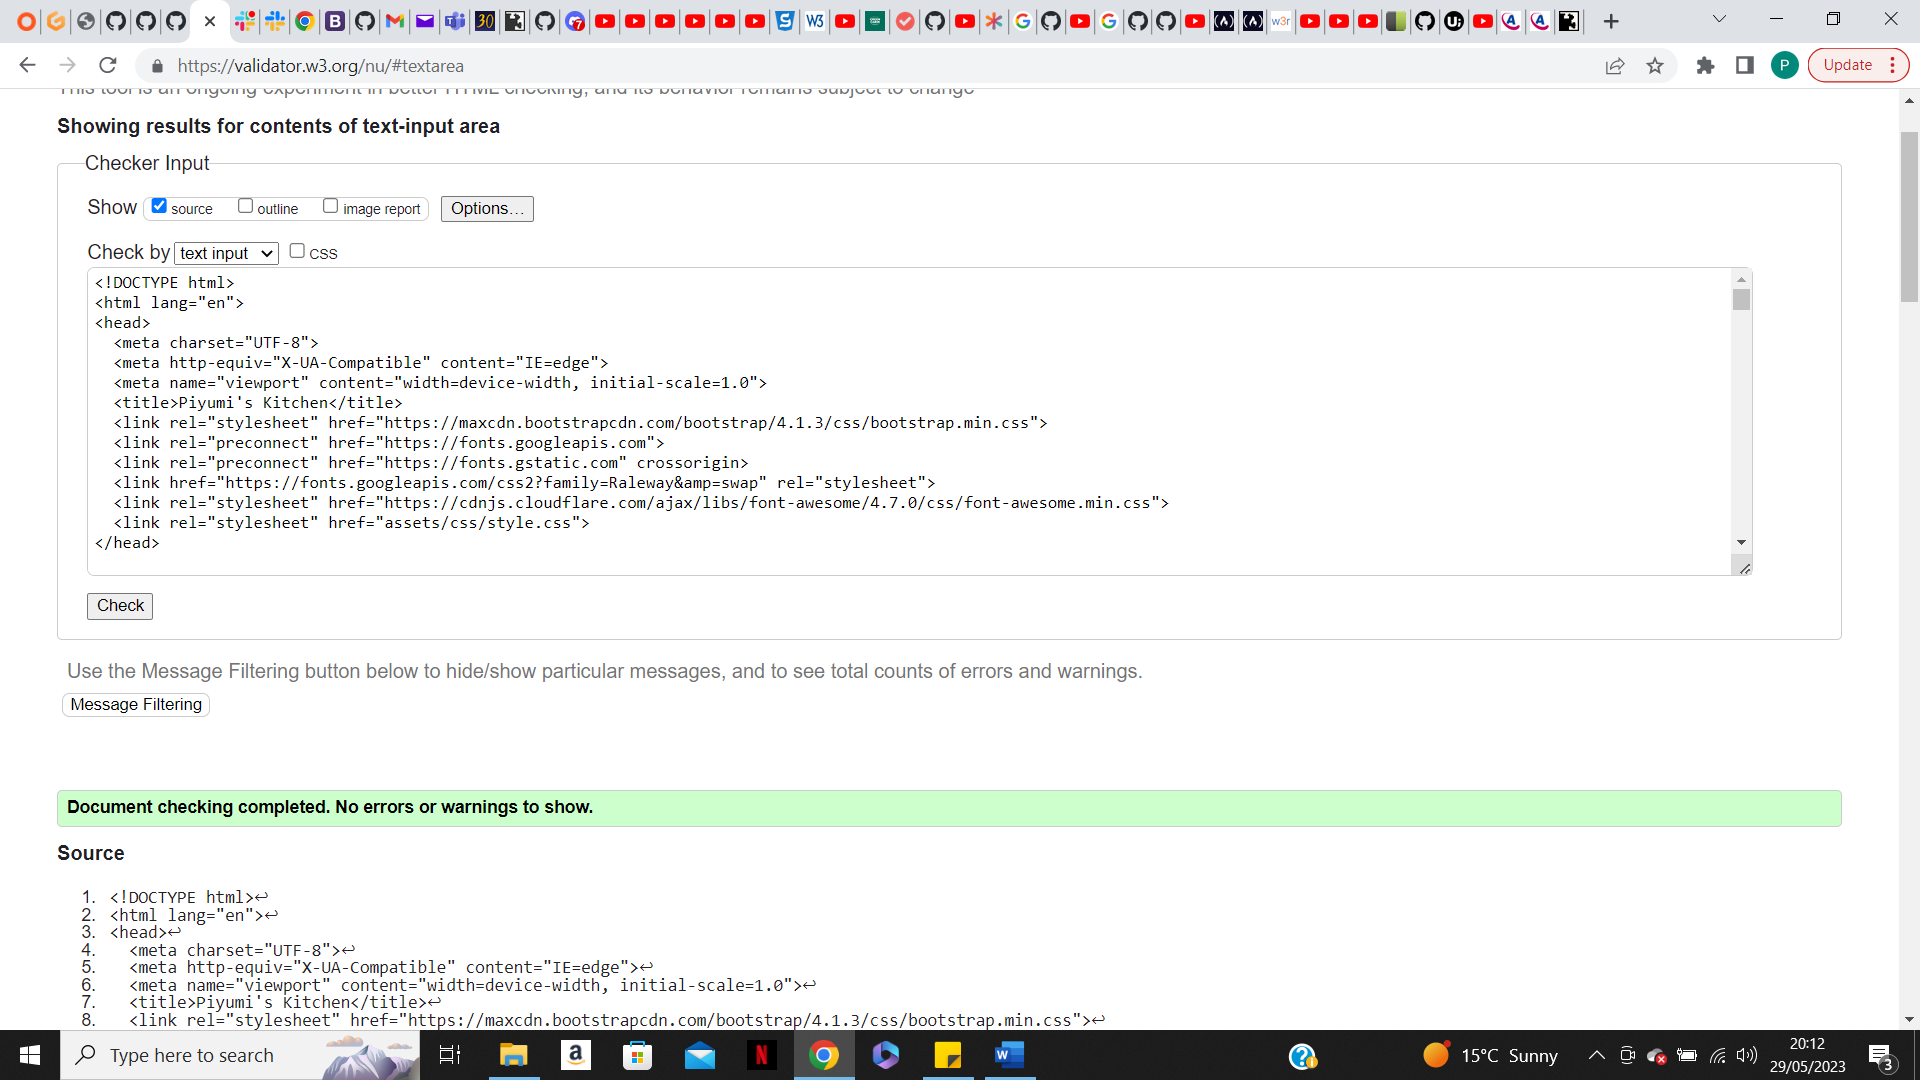 https://validator.w3.org/nu/#textarea
P
Update
This tool is an ongoing experiment in better HTML checking, and its behavior remains subject to change
Showing results for contents of text-input area
Checker Input
Show source outline image report Options...
Check by text input CSS
<!DOCTYPE html>
<html lang="en">
<head>
<meta charset="UTF-8">
<meta http-equiv="X-UA-Compatible" content="IE=edge">
<meta name="viewport" content="width=device-width, initial-scale=1.0">
<title>Piyumi's Kitchen</title>
<link rel="stylesheet" href="https://maxcdn.bootstrapcdn.com/bootstrap/4.1.3/css/bootstrap.min.css">
<link rel="preconnect" href="https://fonts.googleapis.com">
<link rel="preconnect" href="https://fonts.gstatic.com" crossorigin>
<link href="https://fonts.googleapis.com/css2?family=Raleway&amp=swap" rel="stylesheet">
<link rel="stylesheet" href="https://cdnjs.cloudflare.com/ajax/libs/font-awesome/4.7.0/css/font-awesome.min.css">
<link rel="stylesheet" href="assets/css/style.css">
</head>
Check
Use the Message Filtering button below to hide/show particular messages, and to see total counts of errors and warnings.
Message Filtering
Document checking completed. No errors or warnings to show.
Source
1. <!DOCTYPE html>↩
2. <html lang="en">↩
3. <head>↩
4. <meta charset="UTF-8">↩
5. <meta http-equiv="X-UA-Compatible" content="IE=edge">↩
6. <meta name="viewport" content="width=device-width, initial-scale=1.0">↩
7. <title>Piyumi's Kitchen</title>↩
8. <link rel="stylesheet" href="https://maxcdn.bootstrapcdn.com/bootstrap/4.1.3/css/bootstrap.min.css">↩
Type here to search
15°C Sunny
20:12
29/05/2023
3